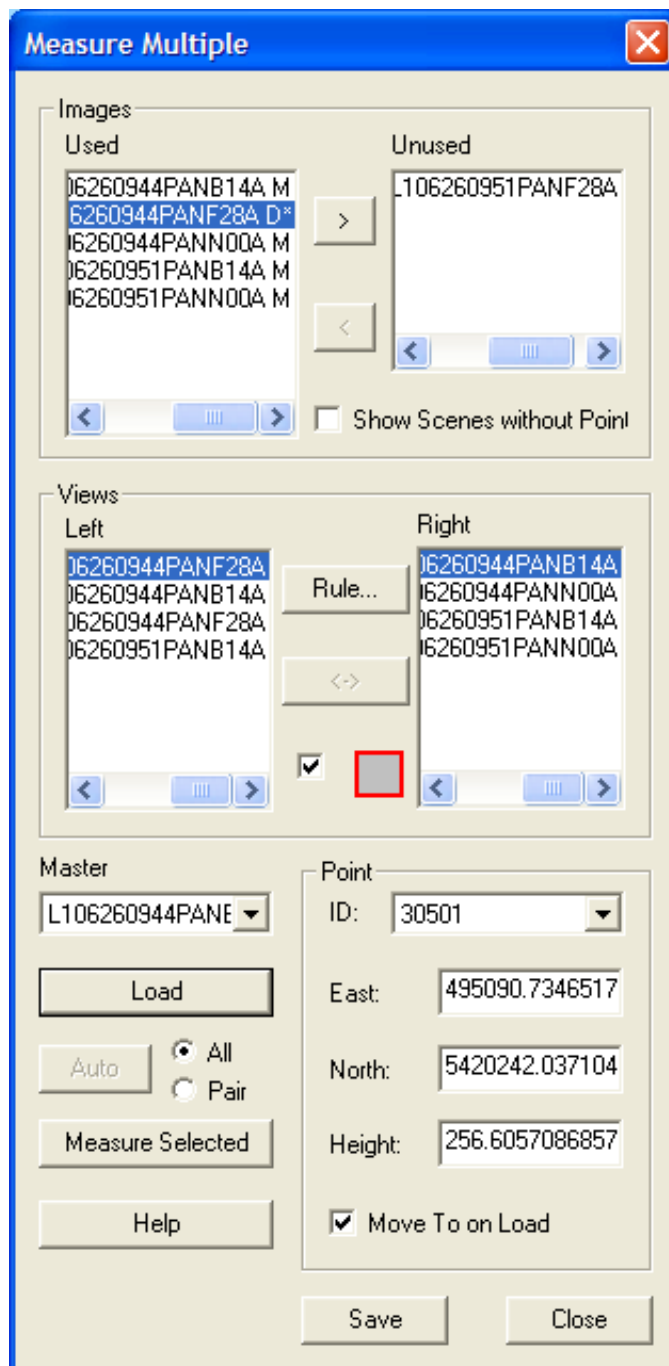 Measure Multiple
Images
Used
Unused
06260944PANB14A M
6260944PANF28A D*
06260944PANN00A M
06260951PANB14A M
06260951PANN00A M
>
<
L106260951PANF28A
Show Scenes without Point
Views
Left
Right
06260944PANF28A
06260944PANB14A
06260944PANF28A
06260951PANB14A
Rule...
<->
06260944PANB14A
06260944PANN00A
06260951PANB14A
06260951PANN00A
Master
L106260944PANE
Load
Auto
All
Pair
Measure Selected
Help
Point
ID: 30501
East: 495090.7346517
North: 5420242.037104
Height: 256.6057086857
Move To on Load
Save
Close